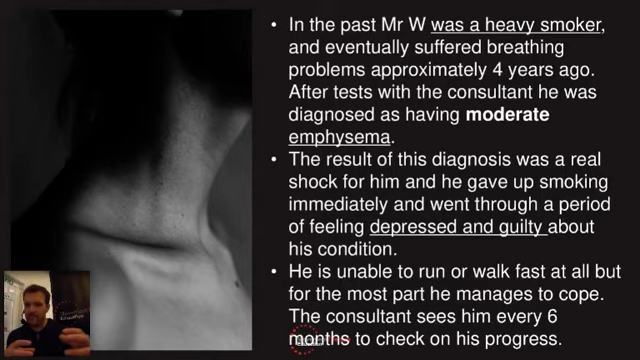 • In the past Mr W was a heavy smoker,
and eventually suffered breathing
problems approximately 4 years ago.
After tests with the consultant he was
diagnosed as having moderate
emphysema.
• The result of this diagnosis was a real
shock for him and he gave up smoking
immediately and went through a period
of feeling depressed and guilty about
his condition.
• He is unable to run or walk fast at all but
for the most part he manages to cope.
The consultant sees him every 6
months to check on his progress.